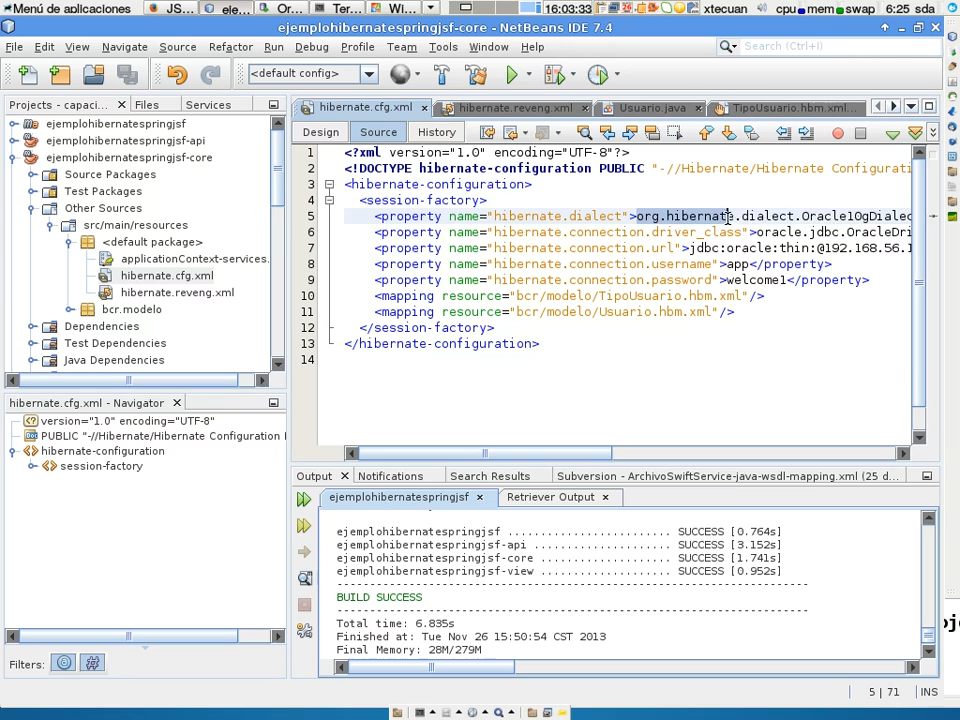 Menú de aplicaciones JS... ele... Or... Ter... Wi... 16:03:33 xtecuan cpu mem swap 6:25 sda
ejemplohibernatespringjsf-core - NetBeans IDE 7.4
File Edit View Navigate Source Refactor Run Debug Profile Team Tools Window Help Search (Ctrl+I)
<default config>
Projects - capaci... Files Services
hibernate.cfg.xml hibernate.reveng.xml Usuario.java TipoUsuario.hbm.xml...
Design Source History
ejemplohibernatespringjsf
ejemplohibernatespringjsf-api
ejemplohibernatespringjsf-core
Source Packages
Test Packages
Other Sources
src/main/resources
<default package>
applicationContext-services.
hibernate.cfg.xml
hibernate.reveng.xml
bcr.modelo
Dependencies
Test Dependencies
Java Dependencies
1 <?xml version="1.0" encoding="UTF-8"?>
2 <!DOCTYPE hibernate-configuration PUBLIC "-//Hibernate/Hibernate Configurati
3 <hibernate-configuration>
4 <session-factory>
5 <property name="hibernate.dialect">org.hibernate.dialect.Oracle10gDialec
6 <property name="hibernate.connection.driver_class">oracle.jdbc.OracleDri
7 <property name="hibernate.connection.url">jdbc:oracle:thin:@192.168.56.1
8 <property name="hibernate.connection.username">app</property>
9 <property name="hibernate.connection.password">welcome1</property>
10 <mapping resource="bcr/modelo/TipoUsuario.hbm.xml"/>
11 <mapping resource="bcr/modelo/Usuario.hbm.xml"/>
12 </session-factory>
13 </hibernate-configuration>
14
hibernate.cfg.xml - Navigator
version="1.0" encoding="UTF-8"
PUBLIC "-//Hibernate/Hibernate Configuration
hibernate-configuration
session-factory
Filters:
Output Notifications Search Results Subversion - ArchivoSwiftService-java-wsdl-mapping.xml (25 d...
ejemplohibernatespringjsf Retriever Output
ejemplohibernatespringjsf ........................ SUCCESS [0.764s]
ejemplohibernatespringjsf-api .................... SUCCESS [3.152s]
ejemplohibernatespringjsf-core ................... SUCCESS [1.741s]
ejemplohibernatespringjsf-view ................... SUCCESS [0.952s]
------------------------------------------------------------------------
BUILD SUCCESS
------------------------------------------------------------------------
Total time: 6.835s
Finished at: Tue Nov 26 15:50:54 CST 2013
Final Memory: 28M/279M
5 | 71 INS